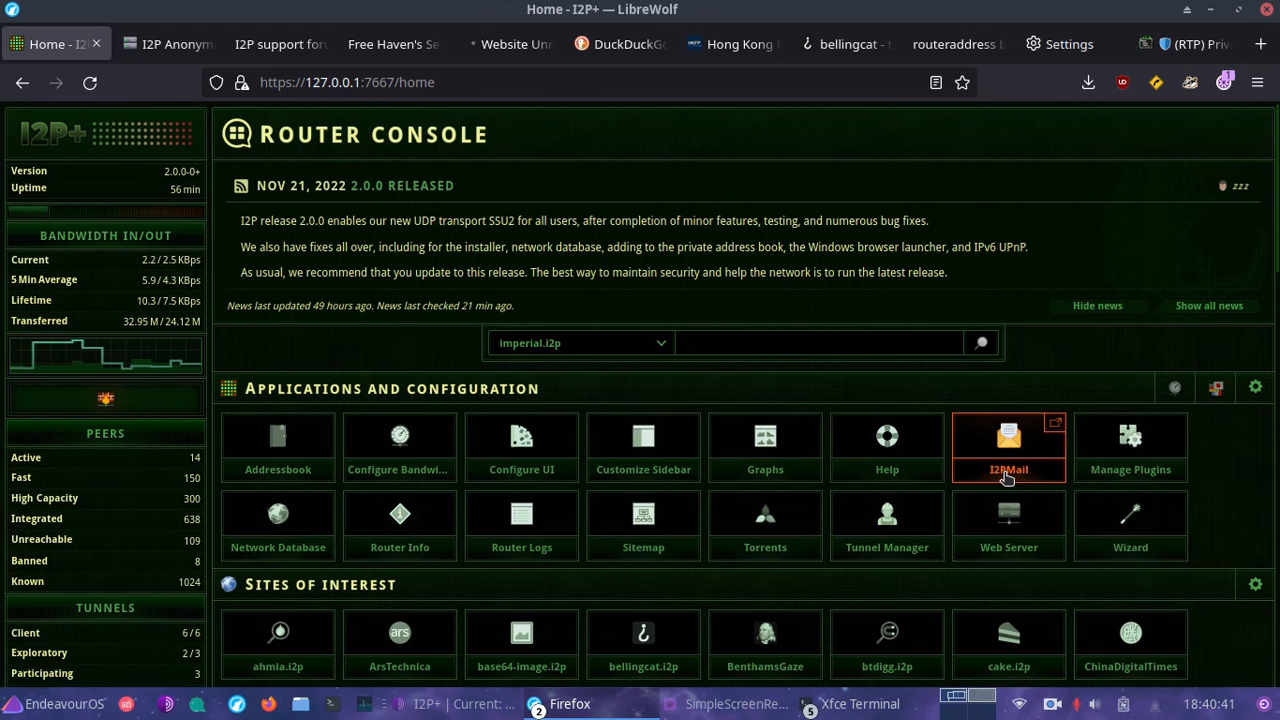 Home - I2P+ — LibreWolf
Home - I2
I2P Anonym
I2P support for
Free Haven's Se
Website Un
DuckDuckG
Hong Kong
bellingcat - t
routeraddress
Settings
(RTP) Priv
https://127.0.0.1:7667/home
1
I2P+
ROUTER CONSOLE
Version 2.0.0-0+
Uptime 56 min
NOV 21, 2022 2.0.0 RELEASED
zzz
I2P release 2.0.0 enables our new UDP transport SSU2 for all users, after completion of minor features, testing, and numerous bug fixes.
We also have fixes all over, including for the installer, network database, adding to the private address book, the Windows browser launcher, and IPv6 UPnP.
As usual, we recommend that you update to this release. The best way to maintain security and help the network is to run the latest release.
News last updated 49 hours ago. News last checked 21 min ago.
Hide news
Show all news
BANDWIDTH IN/OUT
Current 2.2 / 2.5 KBps
5 Min Average 5.9 / 4.3 KBps
Lifetime 10.3 / 7.5 KBps
Transferred 32.95 M / 24.12 M
imperial.i2p
APPLICATIONS AND CONFIGURATION
Addressbook
Configure Bandwi...
Configure UI
Customize Sidebar
Graphs
Help
I2PMail
Manage Plugins
Network Database
Router Info
Router Logs
Sitemap
Torrents
Tunnel Manager
Web Server
Wizard
PEERS
Active 14
Fast 150
High Capacity 300
Integrated 638
Unreachable 109
Banned 8
Known 1024
TUNNELS
Client 6 / 6
Exploratory 2 / 3
Participating 3
SITES OF INTEREST
ars
ahmia.i2p
ArsTechnica
base64-image.i2p
bellingcat.i2p
BenthamsGaze
btdigg.i2p
cake.i2p
ChinaDigitalTimes
EndeavourOS
I2P+ | Current: ...
2
Firefox
SimpleScreenRe...
5
Xfce Terminal
18:40:41